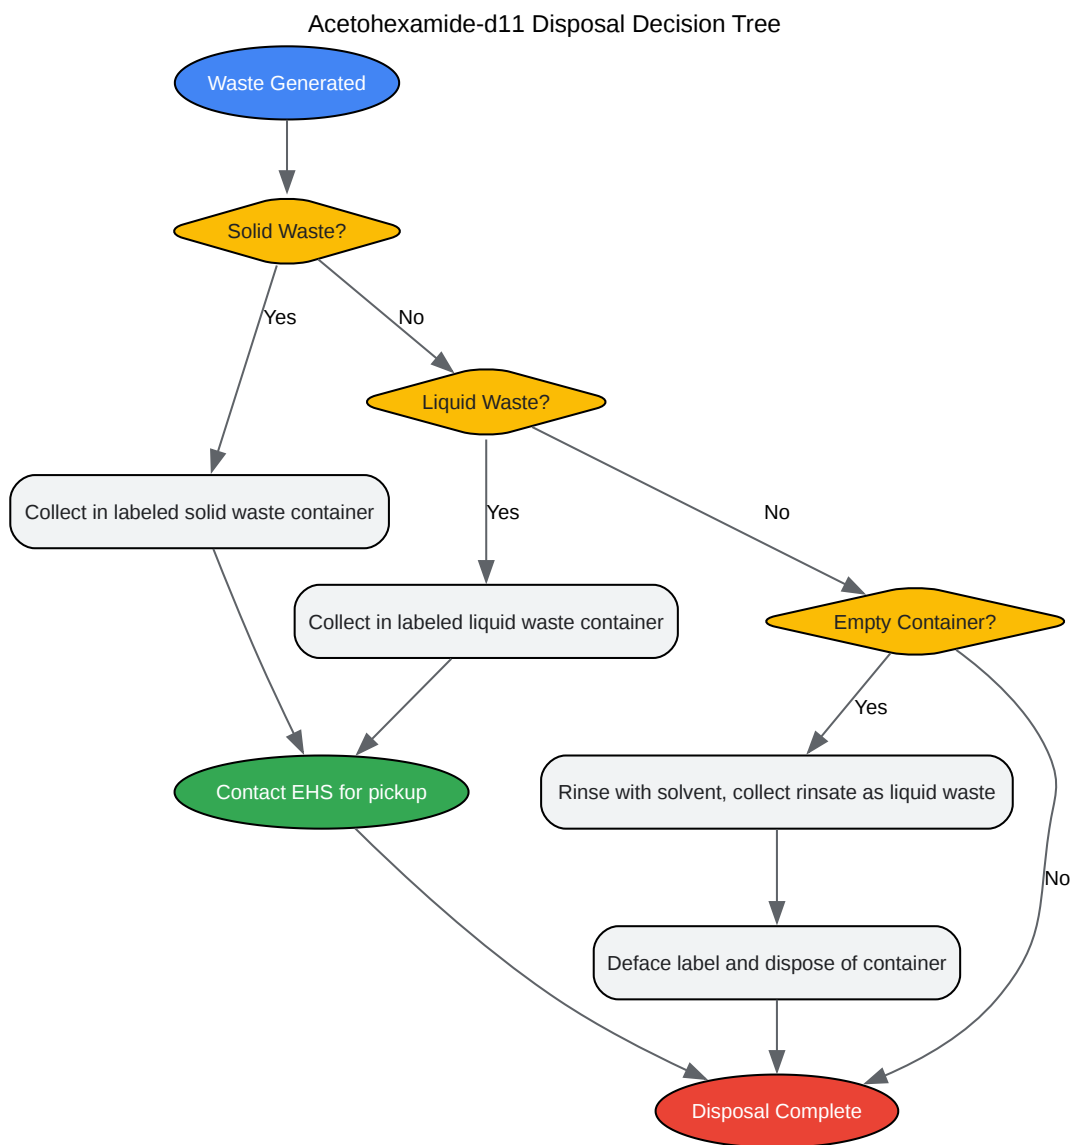 Acetohexamide-d11 Disposal Decision Tree
Waste Generated
Solid Waste?
Yes
No
Liquid Waste?
Collect in labeled solid waste container
Yes
No
Collect in labeled liquid waste container
Empty Container?
Yes
Contact EHS for pickup
Rinse with solvent, collect rinsate as liquid waste
No
Deface label and dispose of container
Disposal Complete